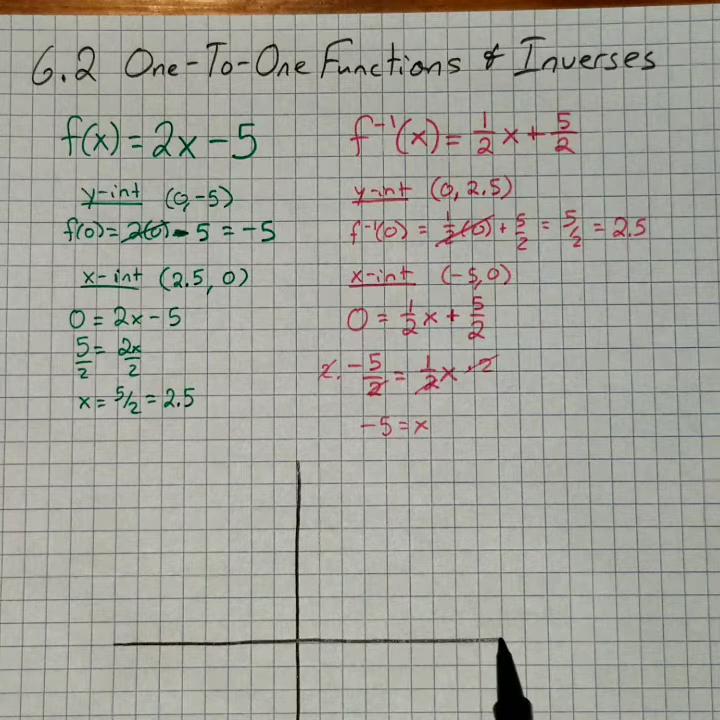 6.2 One-To-One Functions & Inverses
f(x) = 2x - 5
y-int (0,-5)
f(0) = 2(0) - 5 = -5
x-int (2.5, 0)
0 = 2x - 5
5/2 = 2x/2
x = 5/2 = 2.5
f⁻¹(x) = 1/2 x + 5/2
y-int (0, 2.5)
f⁻¹(0) = 1/2(0) + 5/2 = 5/2 = 2.5
x-int (-5,0)
0 = 1/2 x + 5/2
2· -5/2 = 1/2 x ·2
-5 = x